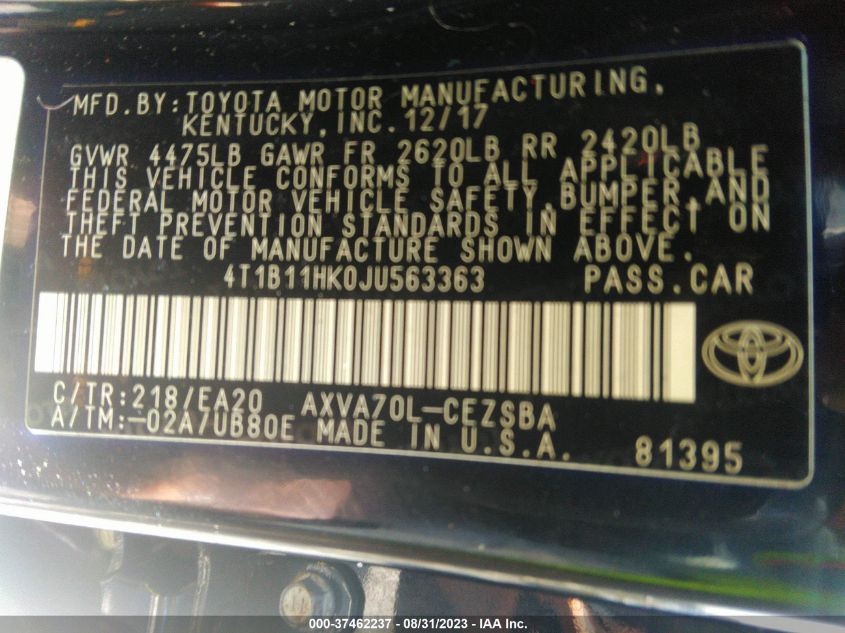 MFD.BY:TOYOTA MOTOR MANUFACTURING,
KENTUCKY,INC.12/17
GVWR 4475LB GAWR FR 2620LB RR 2420LB
THIS VEHICLE CONFORMS TO ALL APPLICABLE
FEDERAL MOTOR VEHICLE SAFETY,BUMPER,AND
THEFT PREVENTION STANDARDS IN EFFECT ON
THE DATE OF MANUFACTURE SHOWN ABOVE.
4T1B11HK0JU563363 PASS.CAR
C/TR:218/EA20 AXVA70L-CEZSBA
A/TM:-02A/UB80E MADE IN U.S.A. 81395
000-37462237 - 08/31/2023 - IAA Inc.